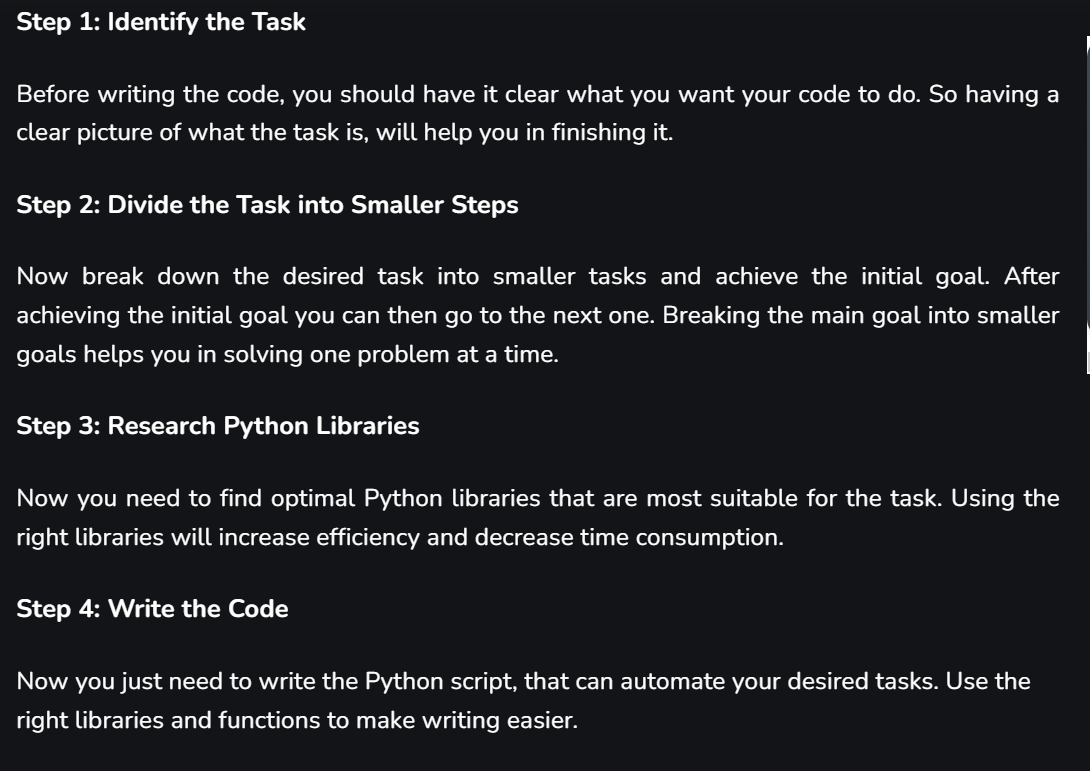 Step 1: Identify the Task
Before writing the code, you should have it clear what you want your code to do. So having a
clear picture of what the task is, will help you in finishing it.
Step 2: Divide the Task into Smaller Steps
Now break down the desired task into smaller tasks and achieve the initial goal. After
achieving the initial goal you can then go to the next one. Breaking the main goal into smaller
goals helps you in solving one problem at a time.
Step 3: Research Python Libraries
Now you need to find optimal Python libraries that are most suitable for the task. Using the
right libraries will increase efficiency and decrease time consumption.
Step 4: Write the Code
Now you just need to write the Python script, that can automate your desired tasks. Use the
right libraries and functions to make writing easier.